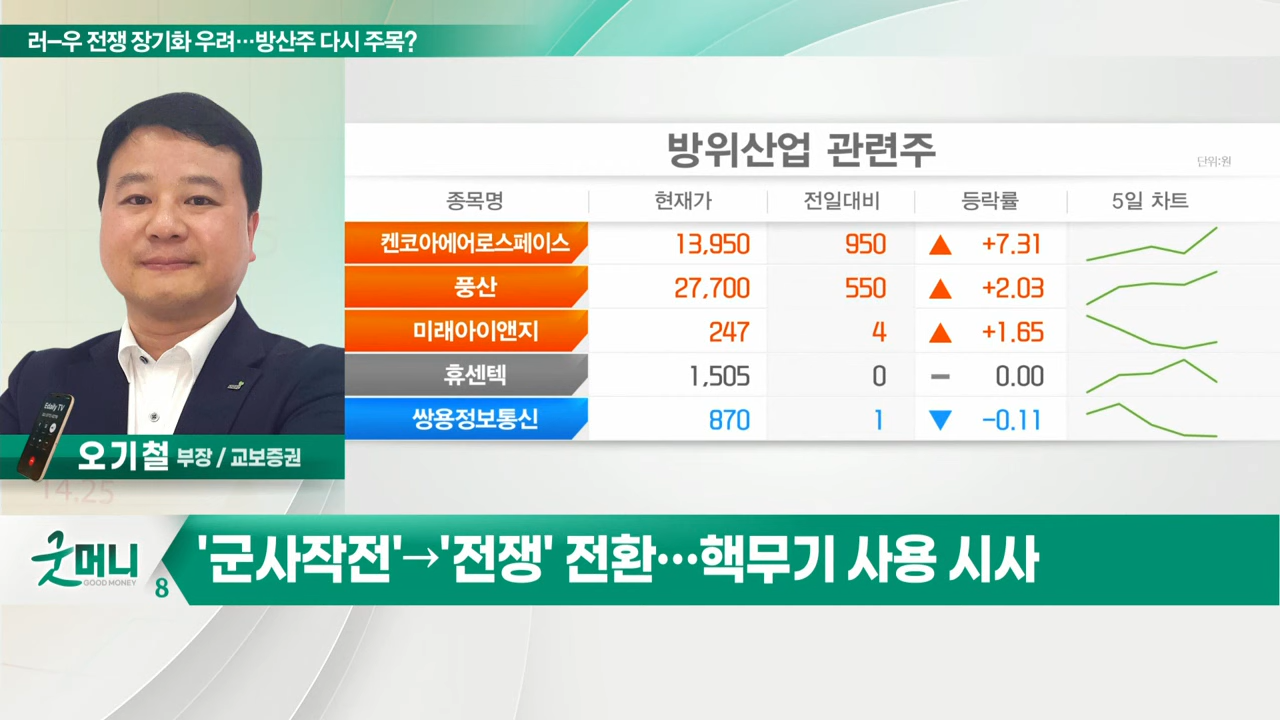 러-우 전쟁 장기화 우려…방산주 다시 주목?
방위산업 관련주
단위:원
종목명 현재가 전일대비 등락률 5일 차트
켄코아에어로스페이스 13,950 950 ▲ +7.31
풍산 27,700 550 ▲ +2.03
미래아이앤지 247 4 ▲ +1.65
휴센텍 1,505 0 - 0.00
쌍용정보통신 870 1 ▼ -0.11
Edaily TV
오기철 부장 / 교보증권
14.25
굿머니
GOOD MONEY
8
'군사작전'→'전쟁' 전환…핵무기 사용 시사